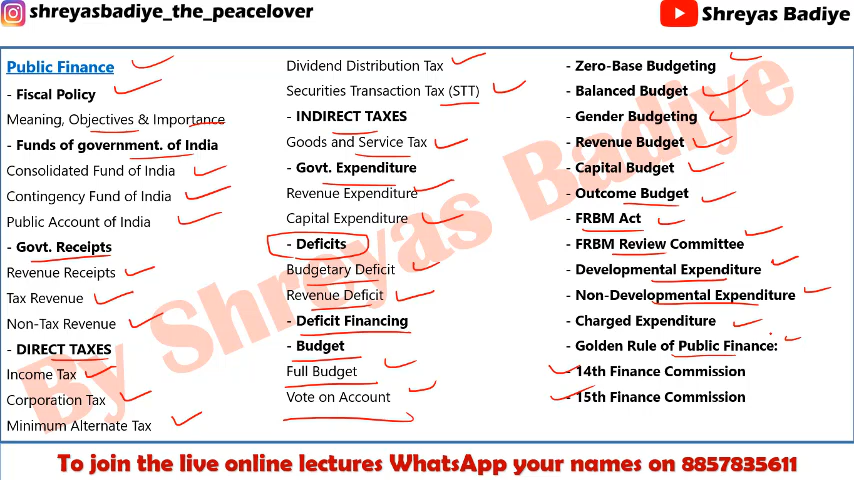 shreyasbadiye_the_peacelover
Shreyas Badiye
Public Finance
- Fiscal Policy
Meaning, Objectives & Importance
- Funds of government. of India
Consolidated Fund of India
Contingency Fund of India
Public Account of India
- Govt. Receipts
Revenue Receipts
Tax Revenue
Non-Tax Revenue
- DIRECT TAXES
Income Tax
Corporation Tax
Minimum Alternate Tax
Dividend Distribution Tax
Securities Transaction Tax (STT)
- INDIRECT TAXES
Goods and Service Tax
- Govt. Expenditure
Revenue Expenditure
Capital Expenditure
- Deficits
Budgetary Deficit
Revenue Deficit
- Deficit Financing
- Budget
Full Budget
Vote on Account
- Zero-Base Budgeting
- Balanced Budget
- Gender Budgeting
- Revenue Budget
- Capital Budget
- Outcome Budget
- FRBM Act
- FRBM Review Committee
- Developmental Expenditure
- Non-Developmental Expenditure
- Charged Expenditure
- Golden Rule of Public Finance:
- 14th Finance Commission
- 15th Finance Commission
By Shreyas Badiye
To join the live online lectures WhatsApp your names on 8857835611